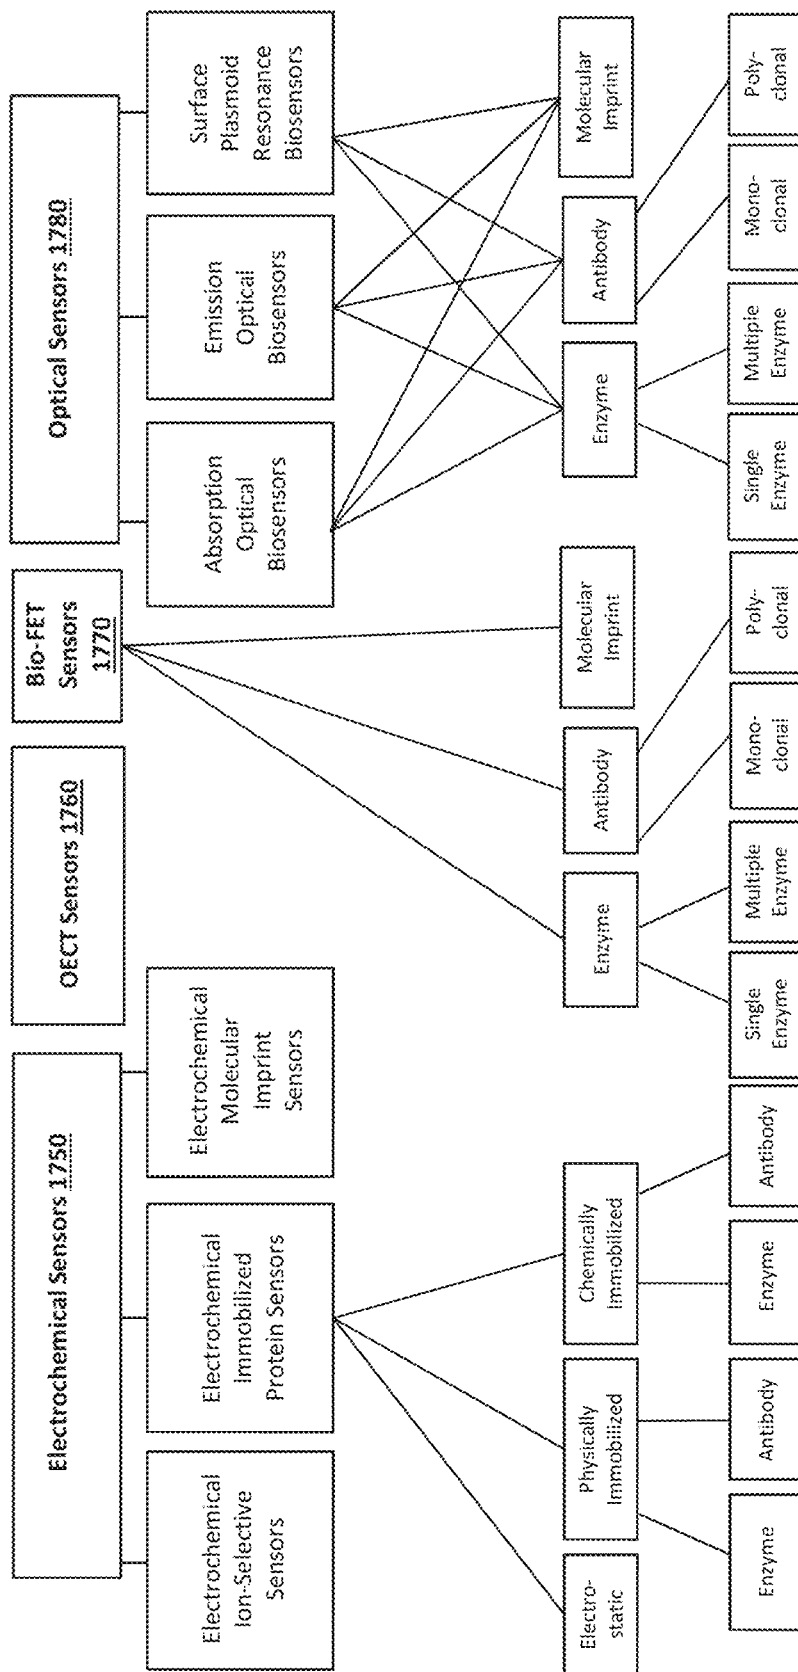 Electrochemical Sensors 1750
OECT Sensors 1760
Bio-FET
Sensors
1770
Optical Sensors 1780
Electrochemical
Ion-Selective
Sensors
Electrochemical
Immobilized
Protein Sensors
Electrochemical
Molecular
Imprint
Sensors
Absorption
Optical
Biosensors
Emission
Optical
Biosensors
Surface
Plasmoid
Resonance
Biosensors
Electro-
static
Physically
Immobilized
Chemically
Immobilized
Enzyme
Antibody
Molecular
Imprint
Enzyme
Antibody
Molecular
Imprint
Enzyme
Antibody
Enzyme
Antibody
Single
Enzyme
Multiple
Enzyme
Mono-
clonal
Poly-
clonal
Single
Enzyme
Multiple
Enzyme
Mono-
clonal
Poly-
clonal